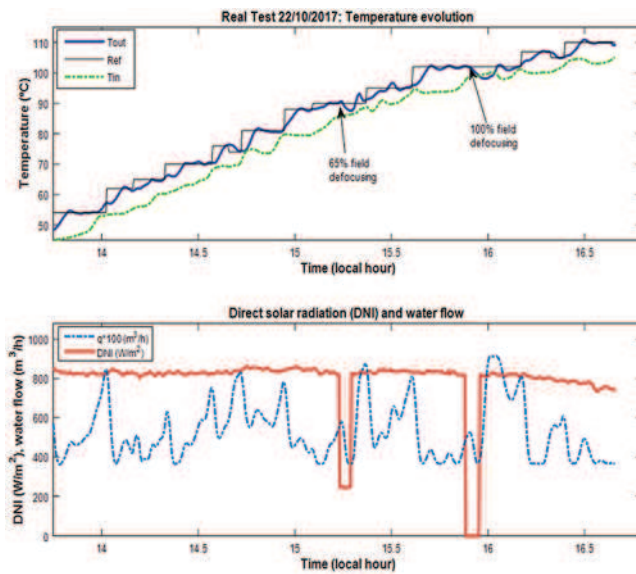 Real Test 22/10/2017: Temperature evolution
Tout
Ref
Tin
Temperature (ºC)
110
100
90
80
70
60
50
65% field
defocusing
100% field
defocusing
14
14.5
15
15.5
16
16.5
Time (local hour)
Direct solar radiation (DNI) and water flow
q*100 (m³/h)
DNI (W/m²)
DNI (W/m²), water flow (m³/h)
1000
800
600
400
200
0
14
14.5
15
15.5
16
16.5
Time (local hour)